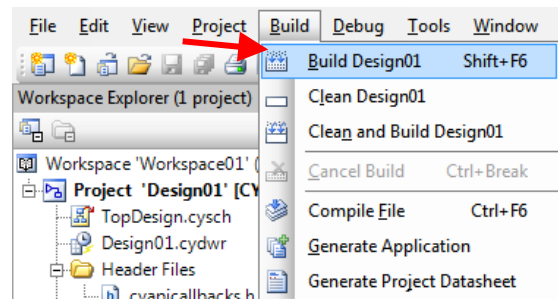 File Edit View Project Build Debug Tools Window
Build Design01 Shift+F6
Workspace Explorer (1 project)
Clean Design01
Clean and Build Design01
Workspace 'Workspace01' (
Cancel Build Ctrl+Break
Project 'Design01' [CY
TopDesign.cysch
Compile File Ctrl+F6
Design01.cydwr
Generate Application
Header Files
Generate Project Datasheet
cyapicallbacks.h